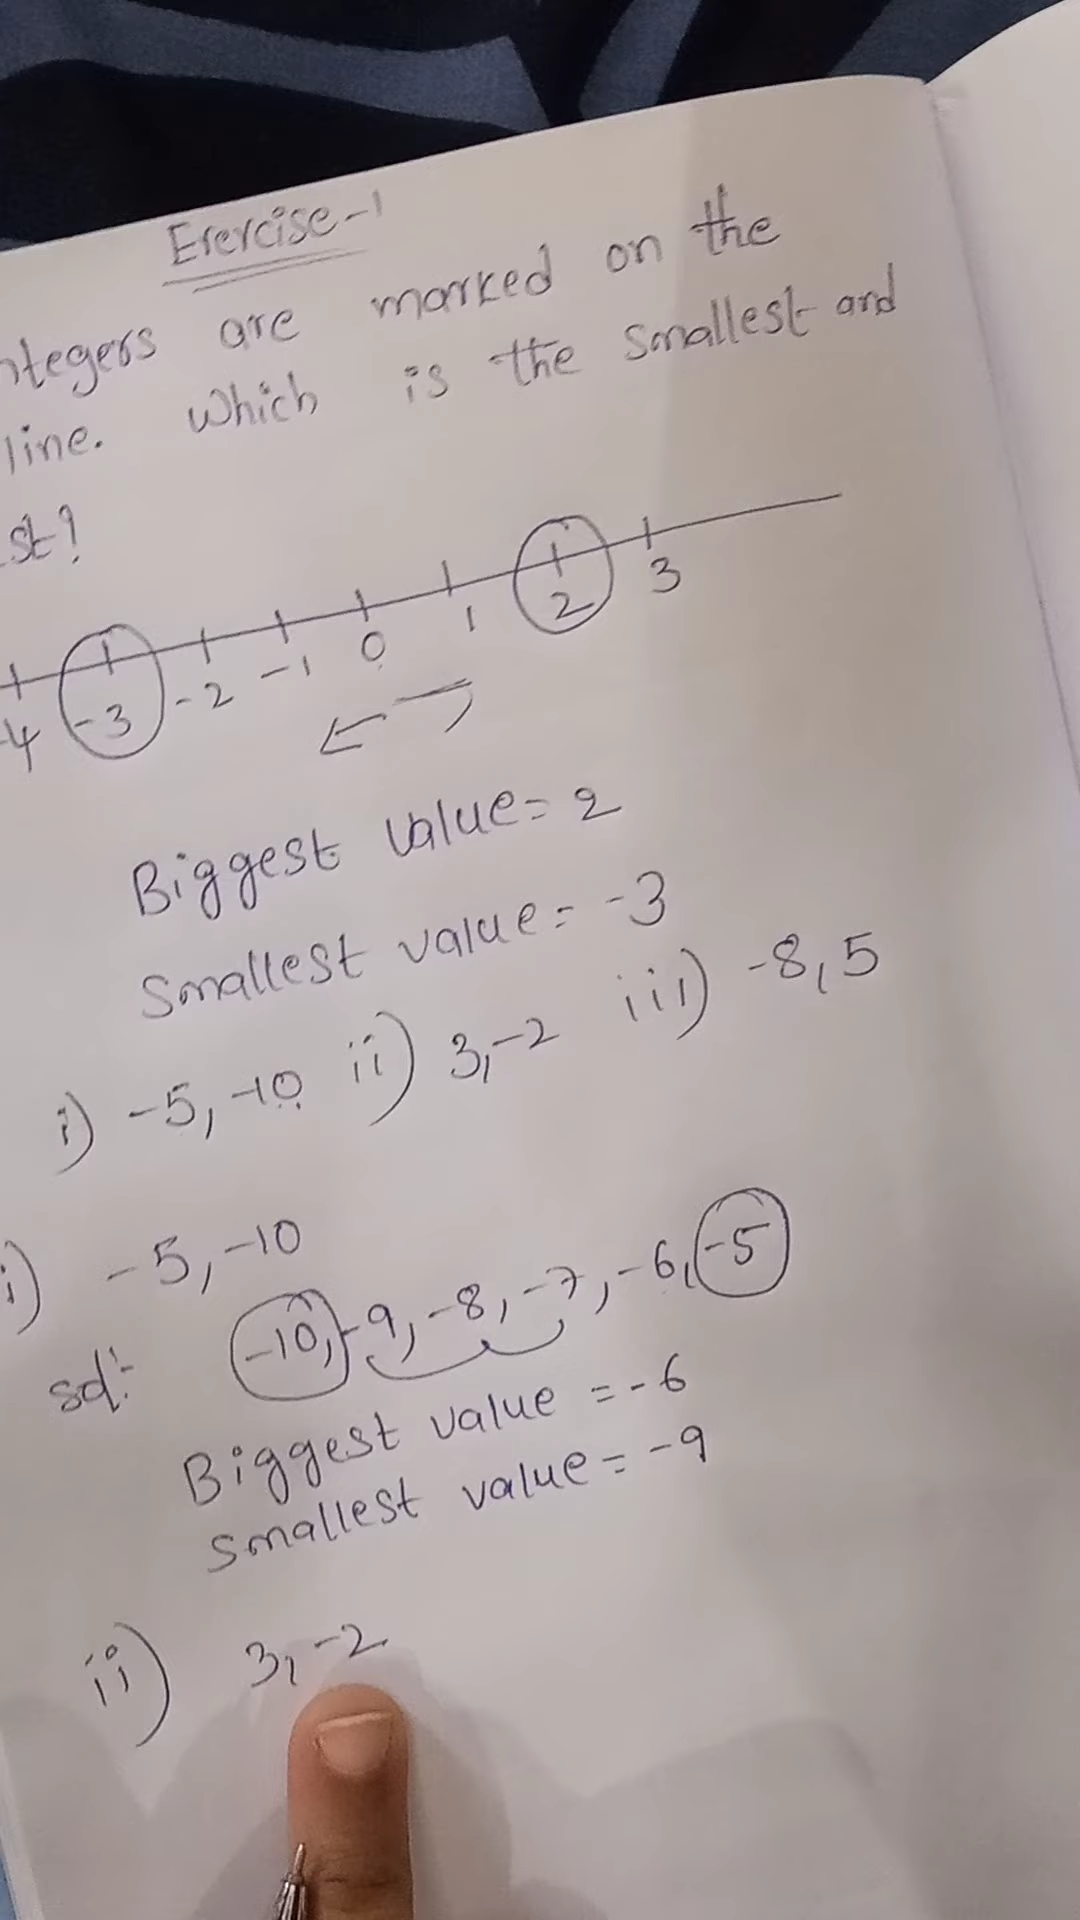 Exercise-1
ntegers are marked on the
line. Which is the smallest and
st?
-4 -3 -2 -1 0 1 2 3
Biggest value= 2
Smallest value= -3
i) -5, -10 ii) 3, -2 iii) -8, 5
i) -5, -10
sol:- -10, -9, -8, -7, -6, -5
Biggest value = -6
smallest value= -9
ii) 3, -2